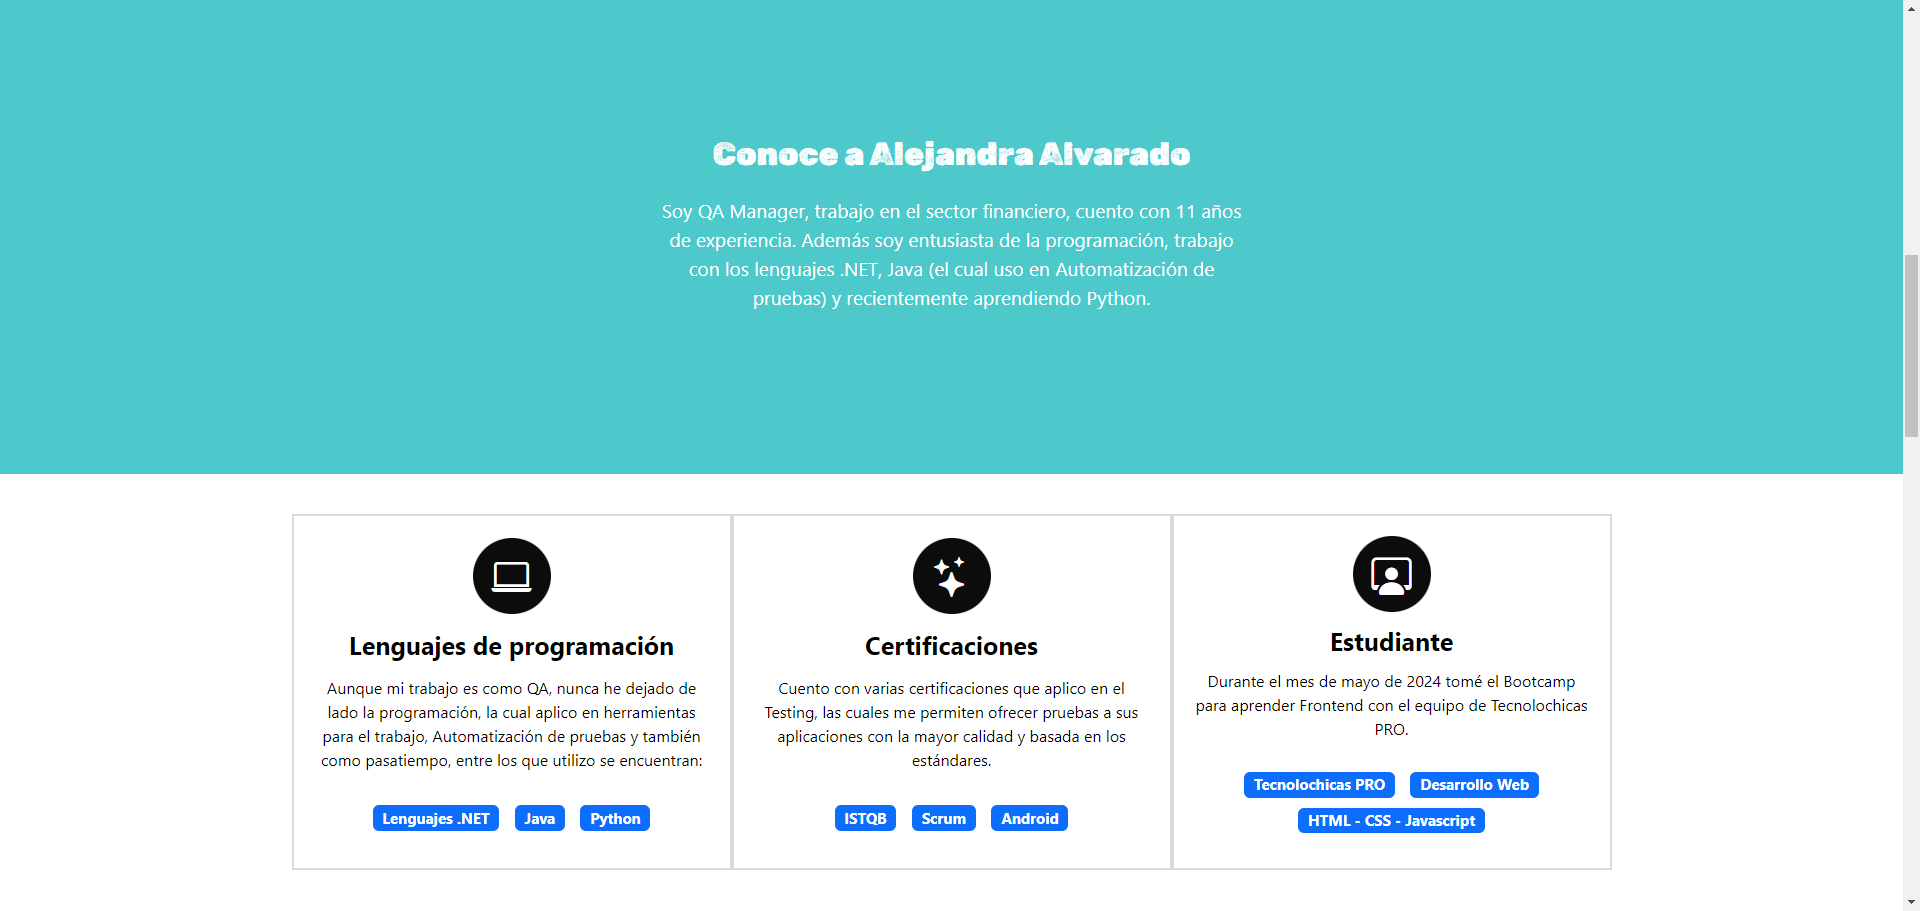 Conoce a Alejandra Alvarado
Soy QA Manager, trabajo en el sector financiero, cuento con 11 años
de experiencia. Además soy entusiasta de la programación, trabajo
con los lenguajes .NET, Java (el cual uso en Automatización de
pruebas) y recientemente aprendiendo Python.
Lenguajes de programación
Aunque mi trabajo es como QA, nunca he dejado de
lado la programación, la cual aplico en herramientas
para el trabajo, Automatización de pruebas y también
como pasatiempo, entre los que utilizo se encuentran:
Lenguajes .NET Java Python
Certificaciones
Cuento con varias certificaciones que aplico en el
Testing, las cuales me permiten ofrecer pruebas a sus
aplicaciones con la mayor calidad y basada en los
estándares.
ISTQB Scrum Android
Estudiante
Durante el mes de mayo de 2024 tomé el Bootcamp
para aprender Frontend con el equipo de Tecnolochicas
PRO.
Tecnolochicas PRO Desarrollo Web
HTML - CSS - Javascript